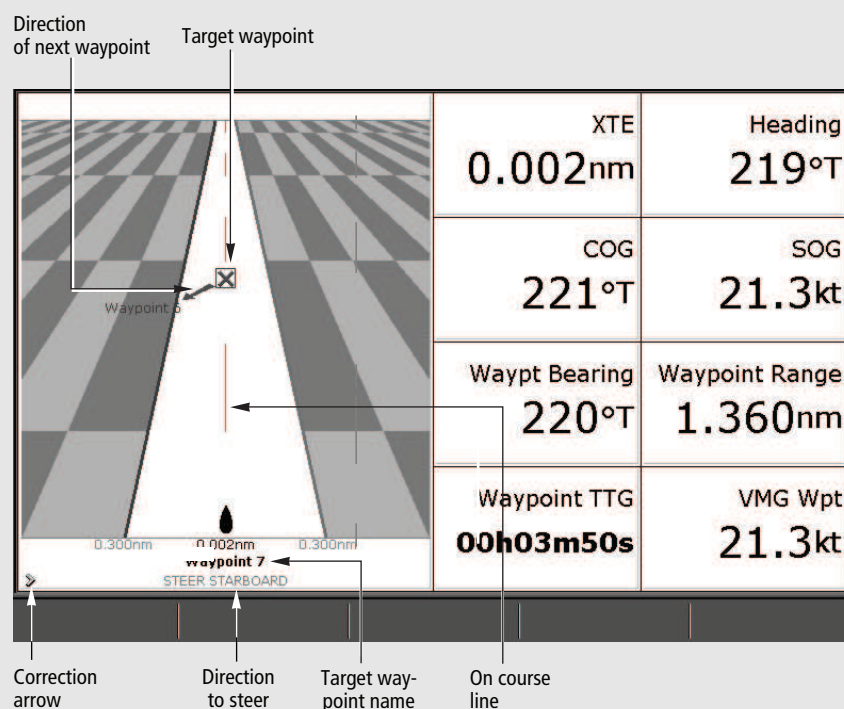 Direction
of next waypoint
Target waypoint
XTE
0.002nm
Heading
219°T
COG
221°T
SOG
21.3kt
Waypoint 6
Waypt Bearing
220°T
Waypoint Range
1.360nm
Waypoint TTG
00h03m50s
VMG Wpt
21.3kt
0.300nm 0.002nm 0.300nm
Waypoint 7
> STEER STARBOARD
Correction
arrow
Direction
to steer
Target way-
point name
On course
line